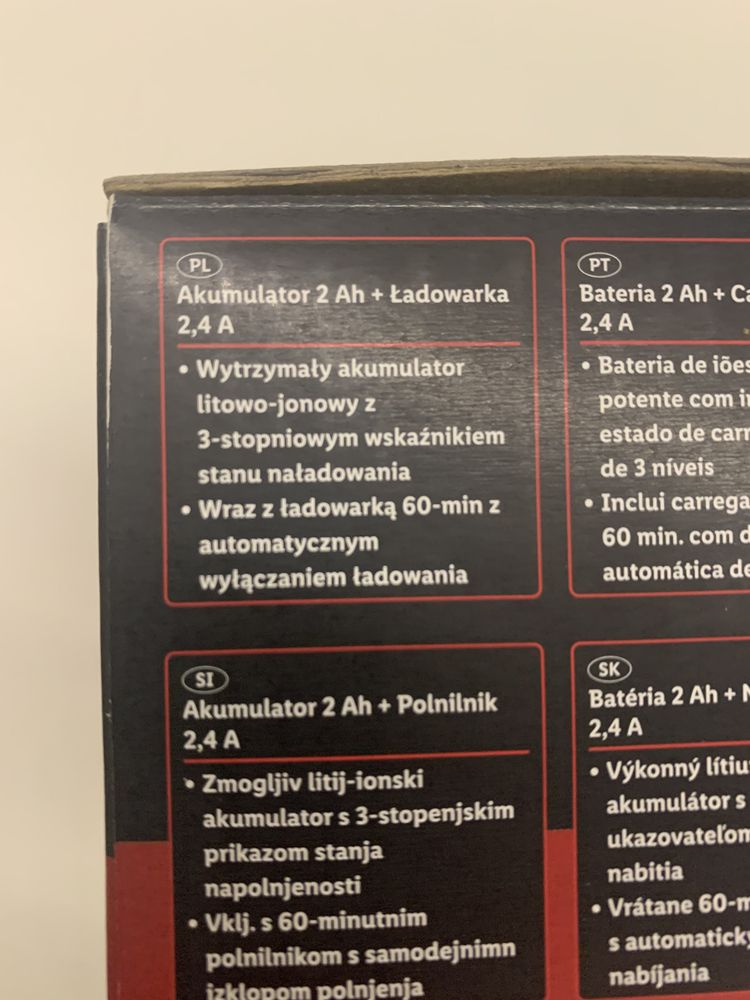 PL
Akumulator 2 Ah + Ładowarka
2,4 A
• Wytrzymały akumulator
litowo-jonowy z
3-stopniowym wskaźnikiem
stanu naładowania
• Wraz z ładowarką 60-min z
automatycznym
wyłączaniem ładowania
PT
Bateria 2 Ah +
2,4 A
• Bateria de
potente com
estado de
de 3 níveis
• Inclui
60 min. com
automática
SI
Akumulator 2 Ah + Polnilnik
2,4 A
• Zmogljiv litij-ionski
akumulator s 3-stopenjskim
prikazom stanja
napolnjenosti
• Vklj. s 60-minutnim
polnilnikom s samodejnimn
izklopom polnjenja
SK
Batéria 2 Ah +
2,4 A
• Výkonný
akumulátor s
nabitia
• Vrátane
s
nabíjania